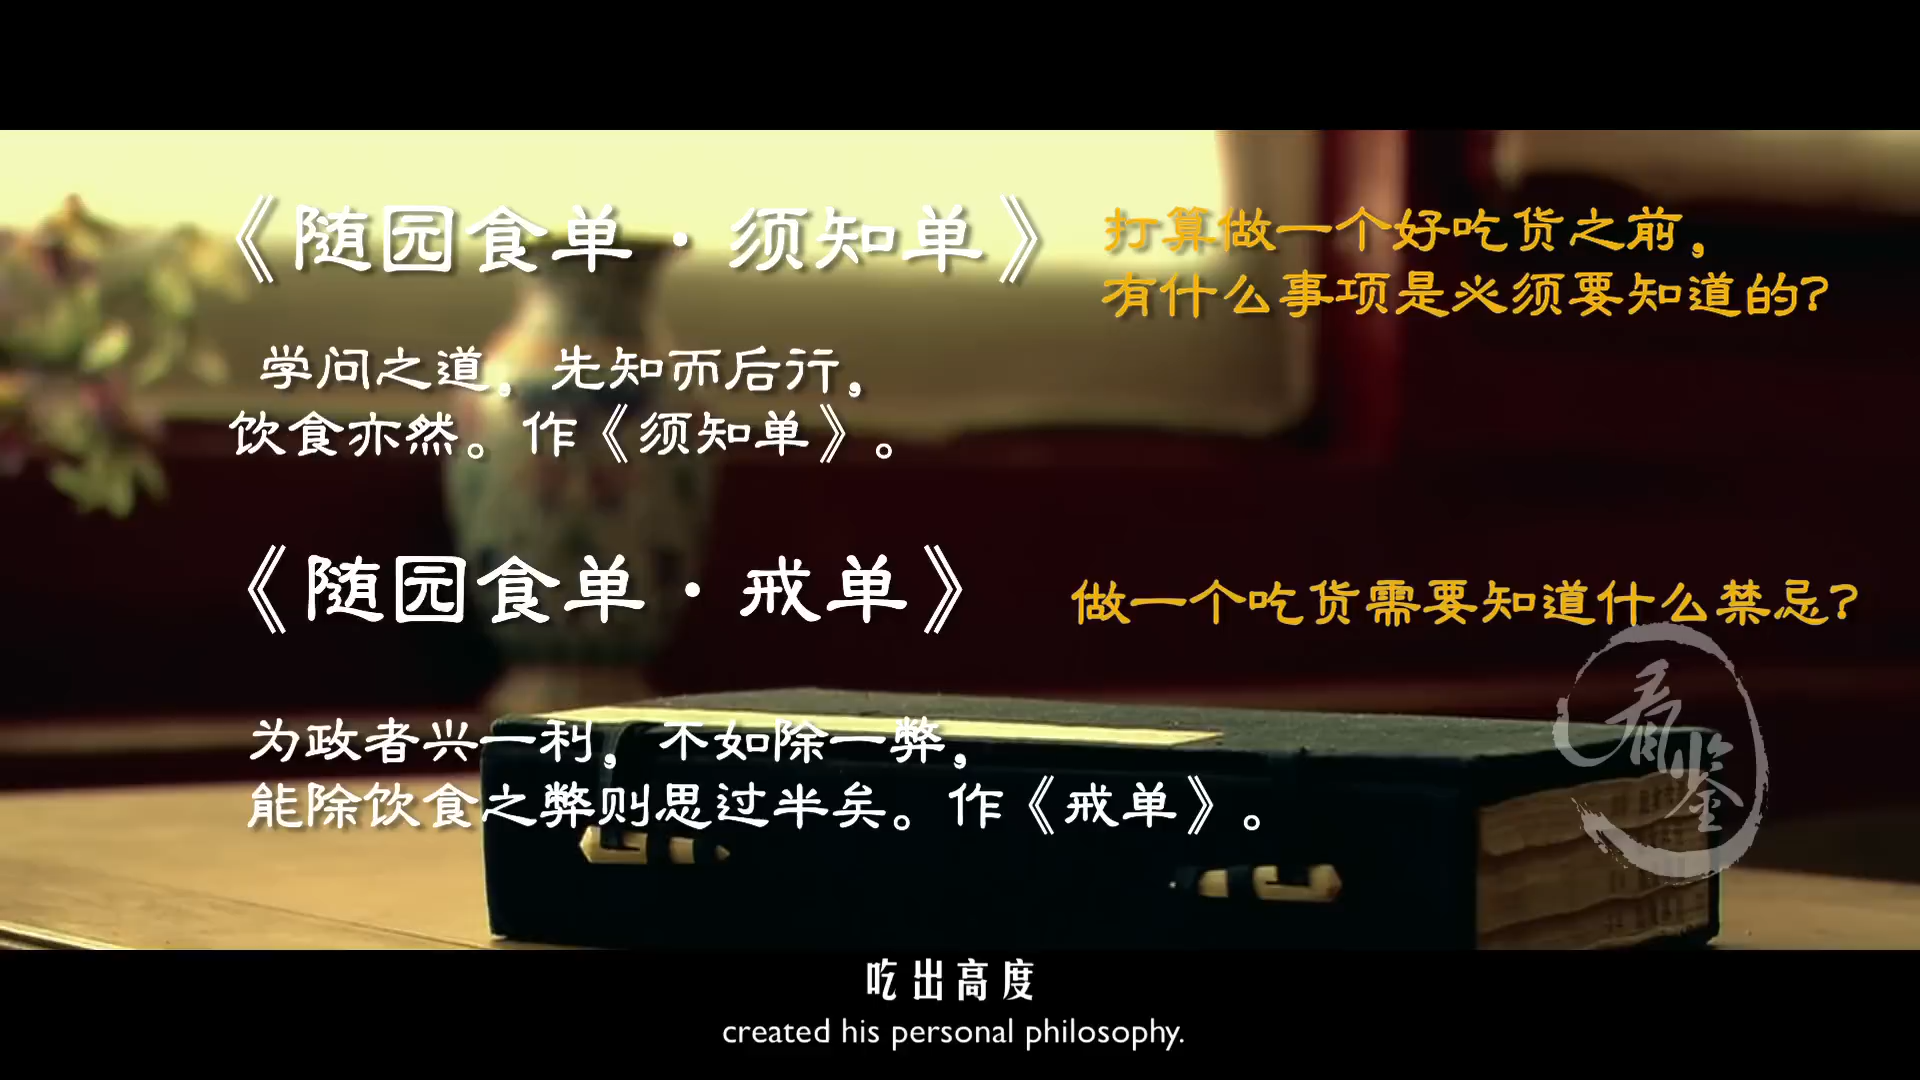 《随园食单·须知单》
打算做一个好吃货之前，
有什么事项是必须要知道的?
学问之道，先知而后行，
饮食亦然。作《须知单》。
《随园食单·戒单》
做一个吃货需要知道什么禁忌?
为政者兴一利，不如除一弊，
能除饮食之弊则思过半矣。作《戒单》。
看鉴
吃出高度
created his personal philosophy.